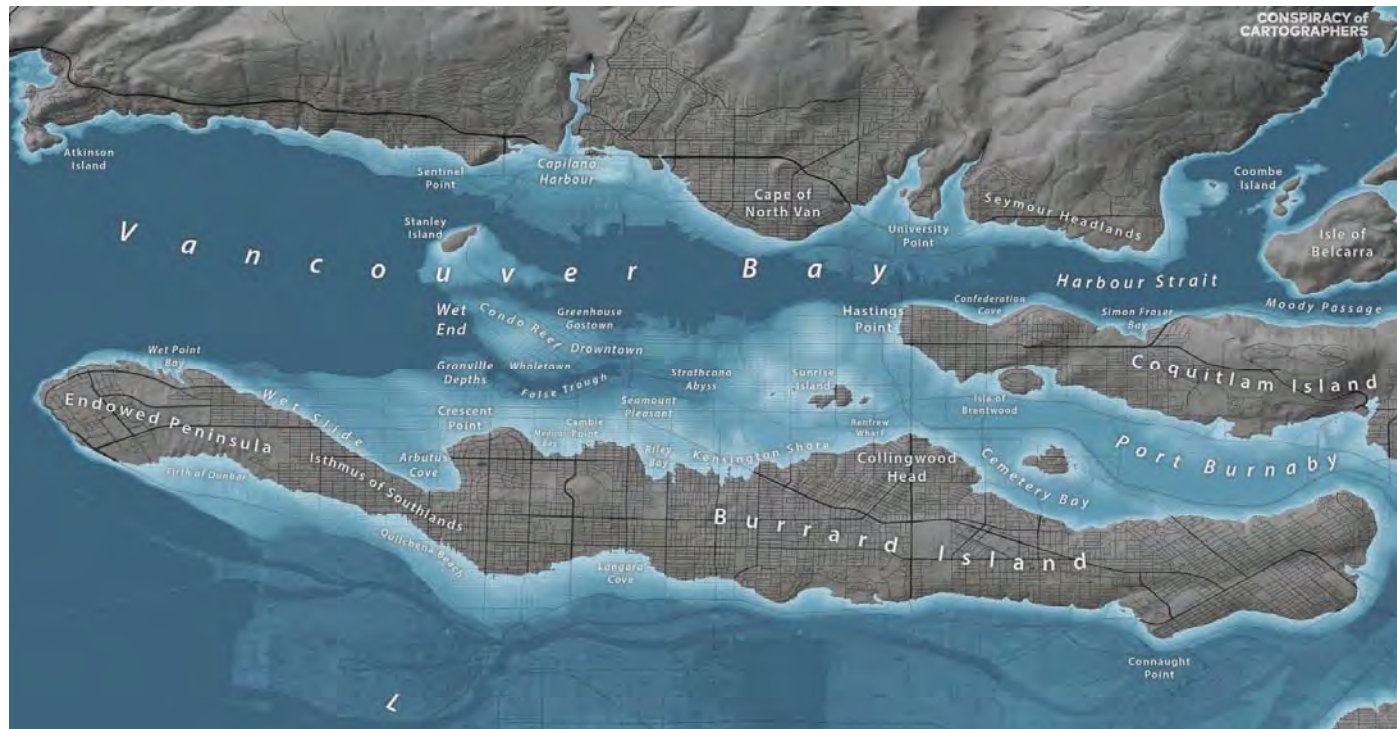 CONSPIRACY of
CARTOGRAPHERS
Atkinson
Island
Sentinel
Point
Capilano
Harbour
Cape of
North Van
University
Point
Seymour Headlands
Coombe
Island
Isle of
Belcarra
Stanley
Island
Vancouver Bay
Harbour Strait
Moody Passage
Wet
End
Condo Reef
Greenhouse
Gastown
Drowntown
Hastings
Point
Confederation
Cove
Simon Fraser
Bay
Coquitlam Island
Wet Point
Bay
Granville
Depths
Whaletown
False Trough
Strathcona
Abyss
Sunrise
Island
Isle of
Brentwood
Endowed Peninsula
Wet Slide
Crescent
Point
Cambie
Point
Seamount
Pleasant
Renfrew
Wharf
Port Burnaby
Firth of Dunbar
Isthmus of Southlands
Arbutus
Cove
Riley
Bay
Kensington Shore
Collingwood
Head
Cemetery Bay
Quilchena Beach
Langara
Cove
Burrard Island
Connaught
Point
L